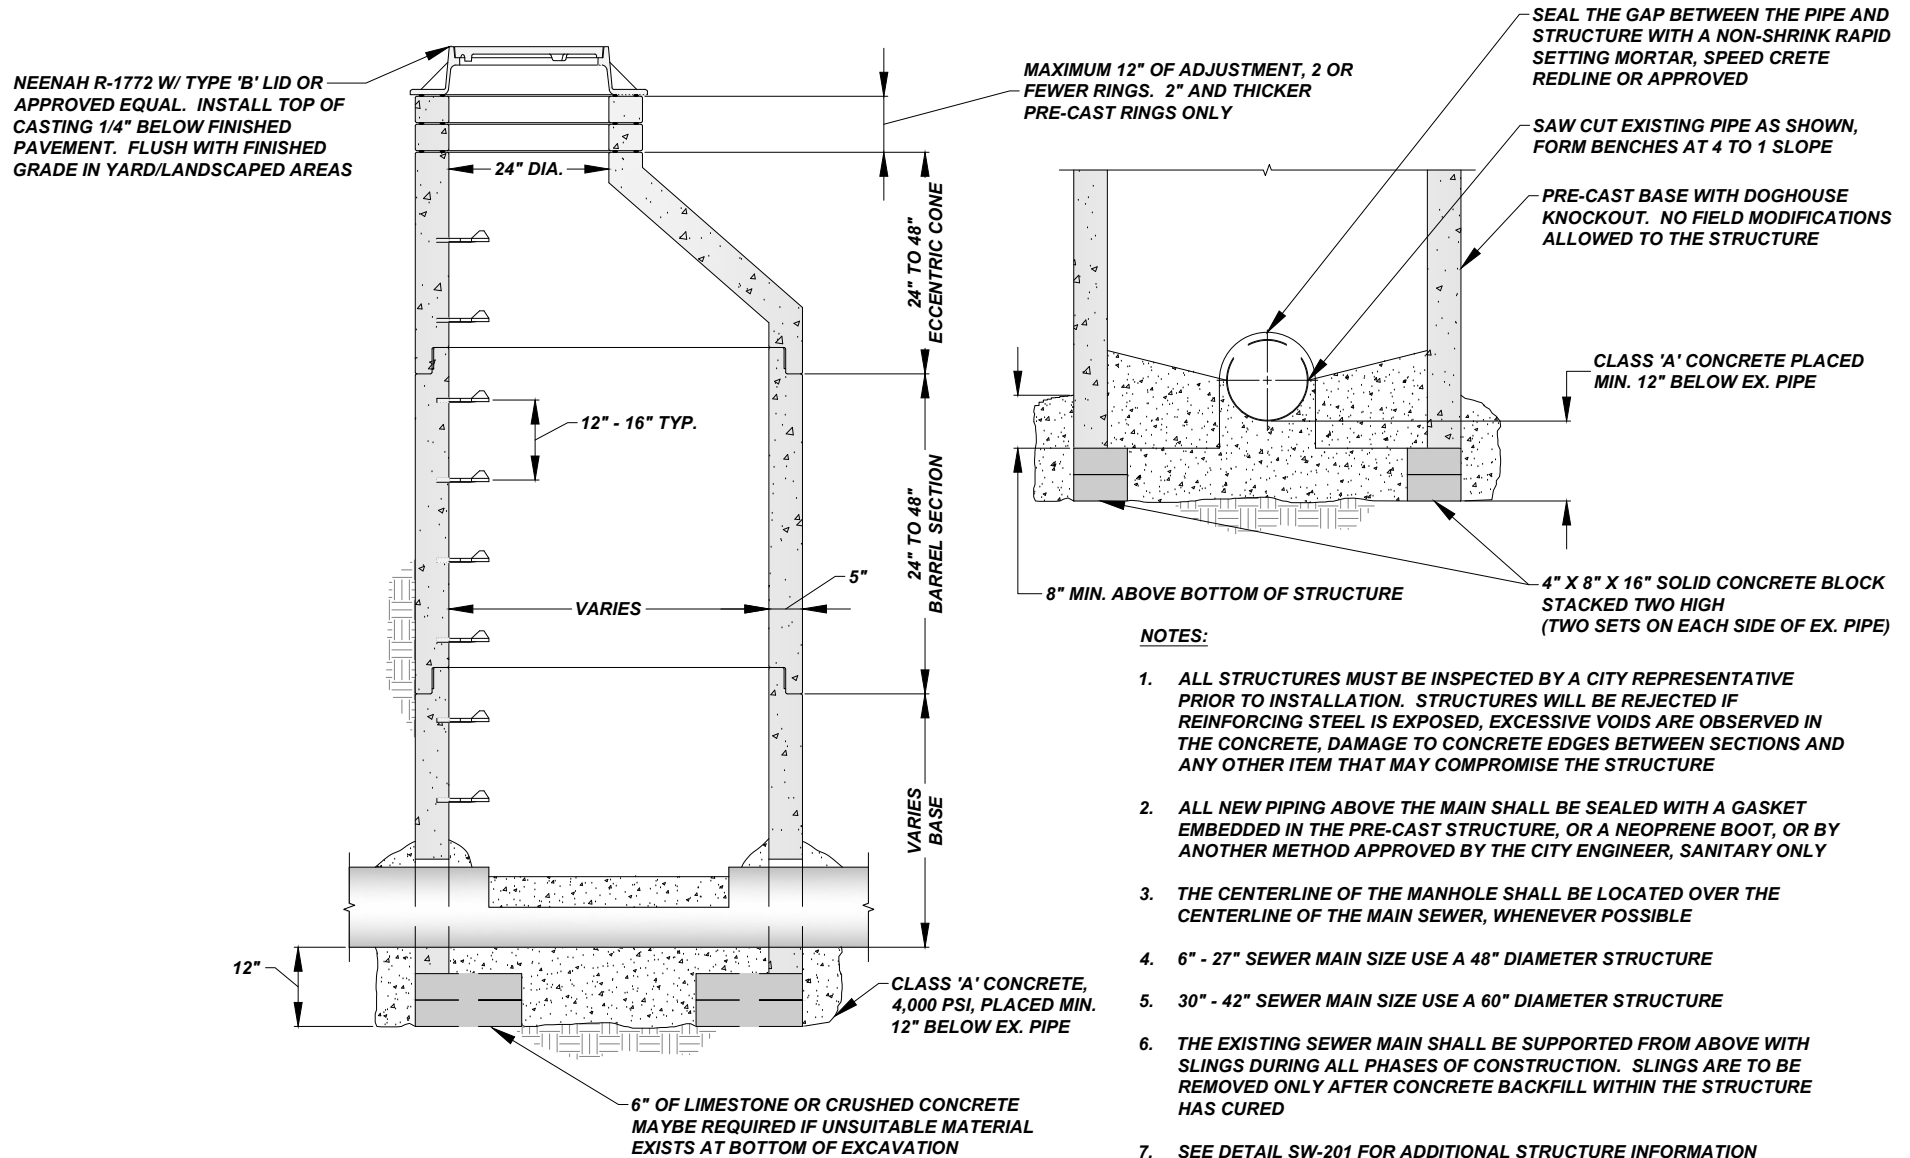 NEENAH R-1772 W/ TYPE 'B' LID OR
APPROVED EQUAL. INSTALL TOP OF
CASTING 1/4" BELOW FINISHED
PAVEMENT. FLUSH WITH FINISHED
GRADE IN YARD/LANDSCAPED AREAS
24" DIA.
MAXIMUM 12" OF ADJUSTMENT, 2 OR
FEWER RINGS. 2" AND THICKER
PRE-CAST RINGS ONLY
24" TO 48"
ECCENTRIC CONE
12" - 16" TYP.
24" TO 48"
BARREL SECTION
5"
VARIES
VARIES
BASE
12"
CLASS 'A' CONCRETE,
4,000 PSI, PLACED MIN.
12" BELOW EX. PIPE
6" OF LIMESTONE OR CRUSHED CONCRETE
MAYBE REQUIRED IF UNSUITABLE MATERIAL
EXISTS AT BOTTOM OF EXCAVATION
SEAL THE GAP BETWEEN THE PIPE AND
STRUCTURE WITH A NON-SHRINK RAPID
SETTING MORTAR, SPEED CRETE
REDLINE OR APPROVED
SAW CUT EXISTING PIPE AS SHOWN,
FORM BENCHES AT 4 TO 1 SLOPE
PRE-CAST BASE WITH DOGHOUSE
KNOCKOUT. NO FIELD MODIFICATIONS
ALLOWED TO THE STRUCTURE
CLASS 'A' CONCRETE PLACED
MIN. 12" BELOW EX. PIPE
8" MIN. ABOVE BOTTOM OF STRUCTURE
4" X 8" X 16" SOLID CONCRETE BLOCK
STACKED TWO HIGH
(TWO SETS ON EACH SIDE OF EX. PIPE)
NOTES:
1. ALL STRUCTURES MUST BE INSPECTED BY A CITY REPRESENTATIVE
PRIOR TO INSTALLATION. STRUCTURES WILL BE REJECTED IF
REINFORCING STEEL IS EXPOSED, EXCESSIVE VOIDS ARE OBSERVED IN
THE CONCRETE, DAMAGE TO CONCRETE EDGES BETWEEN SECTIONS AND
ANY OTHER ITEM THAT MAY COMPROMISE THE STRUCTURE
2. ALL NEW PIPING ABOVE THE MAIN SHALL BE SEALED WITH A GASKET
EMBEDDED IN THE PRE-CAST STRUCTURE, OR A NEOPRENE BOOT, OR BY
ANOTHER METHOD APPROVED BY THE CITY ENGINEER, SANITARY ONLY
3. THE CENTERLINE OF THE MANHOLE SHALL BE LOCATED OVER THE
CENTERLINE OF THE MAIN SEWER, WHENEVER POSSIBLE
4. 6" - 27" SEWER MAIN SIZE USE A 48" DIAMETER STRUCTURE
5. 30" - 42" SEWER MAIN SIZE USE A 60" DIAMETER STRUCTURE
6. THE EXISTING SEWER MAIN SHALL BE SUPPORTED FROM ABOVE WITH
SLINGS DURING ALL PHASES OF CONSTRUCTION. SLINGS ARE TO BE
REMOVED ONLY AFTER CONCRETE BACKFILL WITHIN THE STRUCTURE
HAS CURED
7. SEE DETAIL SW-201 FOR ADDITIONAL STRUCTURE INFORMATION